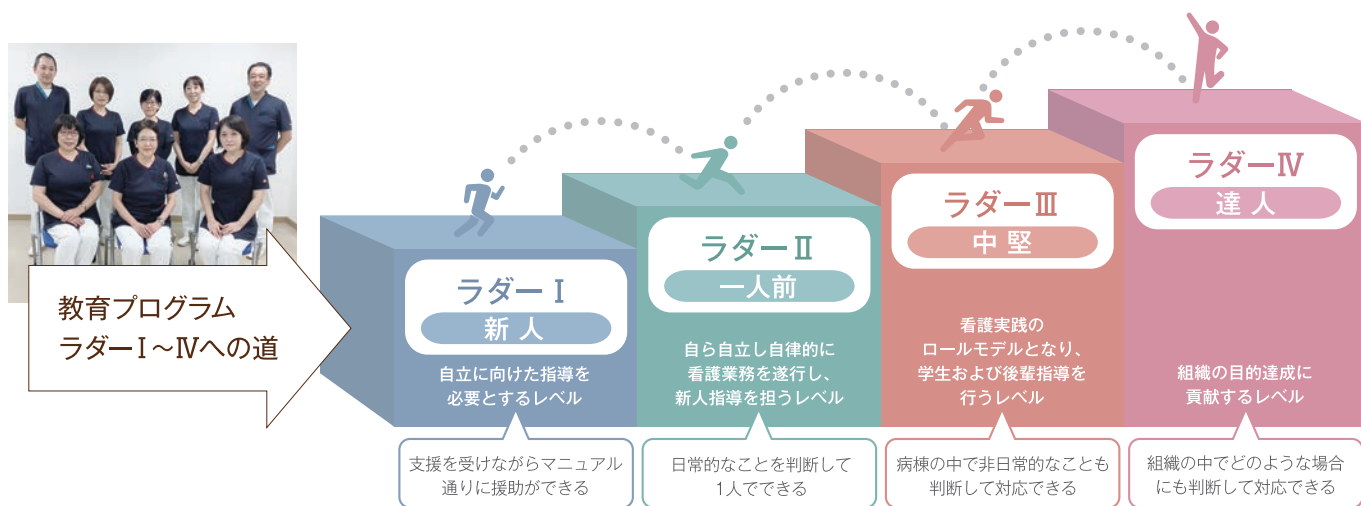 教育プログラム
ラダーⅠ～Ⅳへの道
ラダーⅠ
新人
自立に向けた指導を
必要とするレベル
支援を受けながらマニュアル
通りに援助ができる
ラダーⅡ
一人前
自ら自立し自律的に
看護業務を遂行し、
新人指導を担うレベル
日常的なことを判断して
1人でできる
ラダーⅢ
中堅
看護実践の
ロールモデルとなり、
学生および後輩指導を
行うレベル
病棟の中で非日常的なことも
判断して対応できる
ラダーⅣ
達人
組織の目的達成に
貢献するレベル
組織の中でどのような場合
にも判断して対応できる